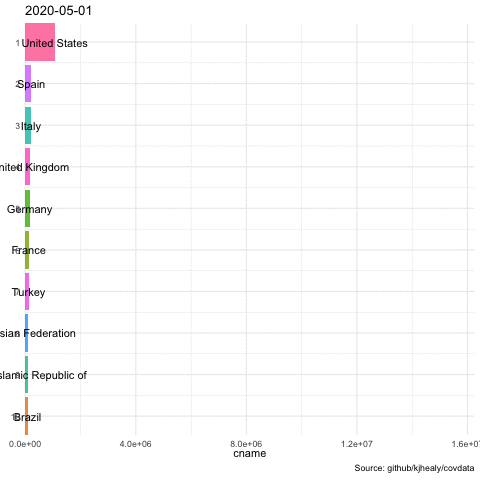 2020-05-01
1 United States
2 Spain
3 Italy
nited Kingdom
Germany
France
Turkey
sian Federation
slamic Republic of
Brazil
0.0e+00 4.0e+06 8.0e+06 1.2e+07 1.6e+0
cname
Source: github/kjhealy/covdata